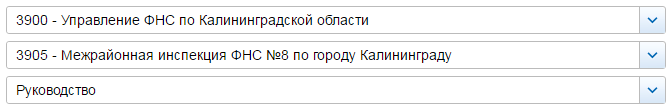 3900 - Управление ФНС по Калининградской области
3905 - Межрайонная инспекция ФНС №8 по городу Калининграду
Руководство